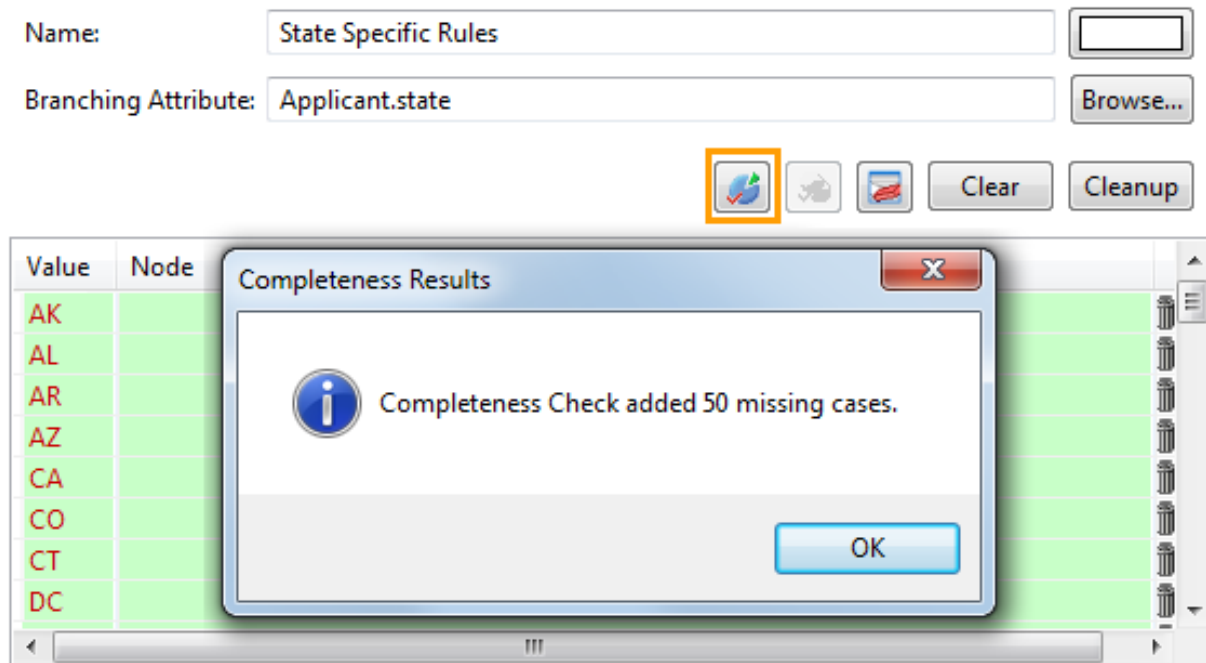 Name: State Specific Rules
Branching Attribute: Applicant.state Browse...
Clear Cleanup
Value Node
Completeness Results
AK
AL
AR
Completeness Check added 50 missing cases.
AZ
CA
CO
OK
CT
DC